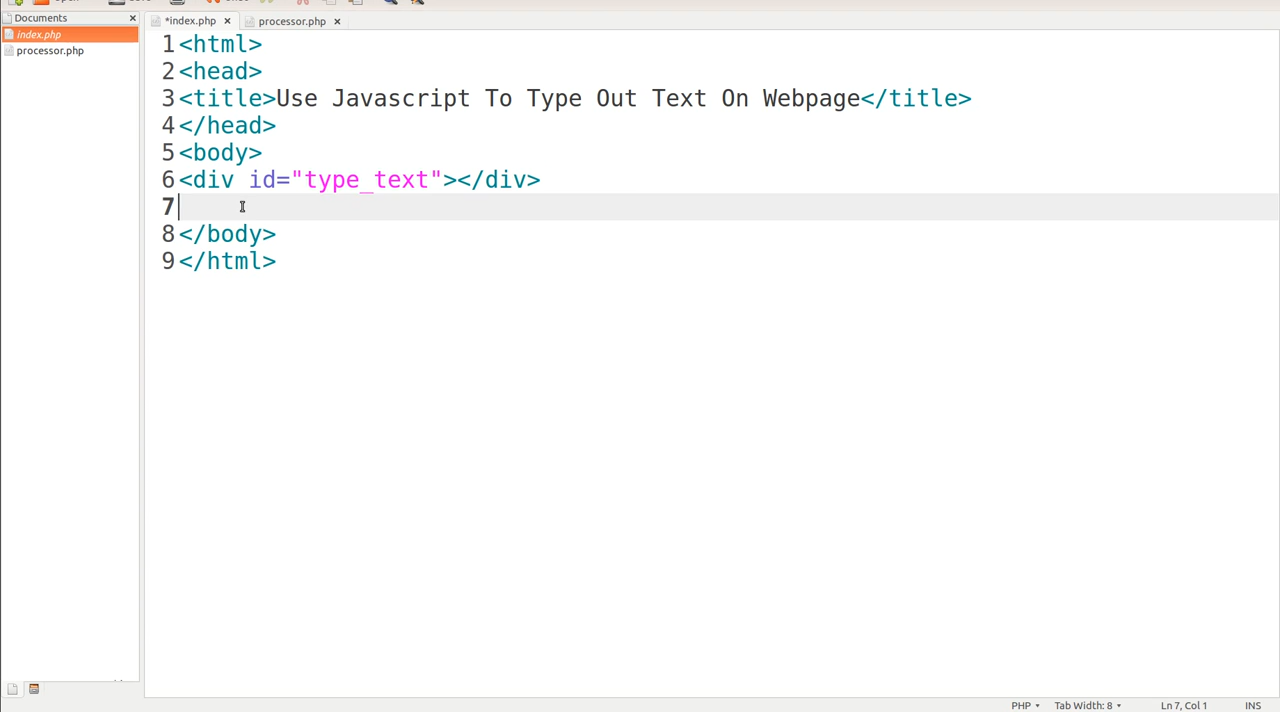 Documents
index.php
processor.php
*index.php
processor.php
1<html>
2<head>
3<title>Use Javascript To Type Out Text On Webpage</title>
4</head>
5<body>
6<div id="type_text"></div>
7
8</body>
9</html>
PHP
Tab Width: 8
Ln 7, Col 1
INS